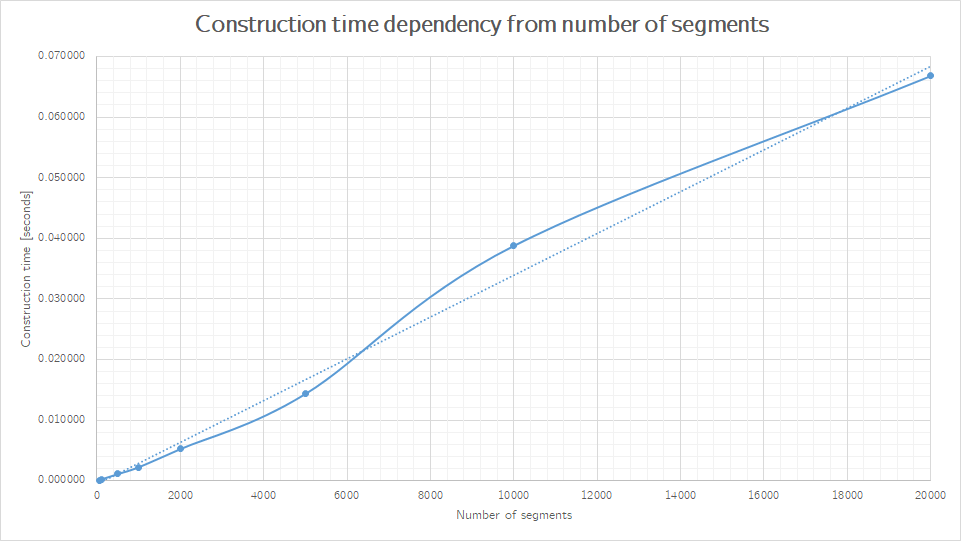 Construction time dependency from number of segments
0.070000
0.060000
0.050000
0.040000
0.030000
0.020000
0.010000
0.000000
Construction time [seconds]
0 2000 4000 6000 8000 10000 12000 14000 16000 18000 20000
Number of segments